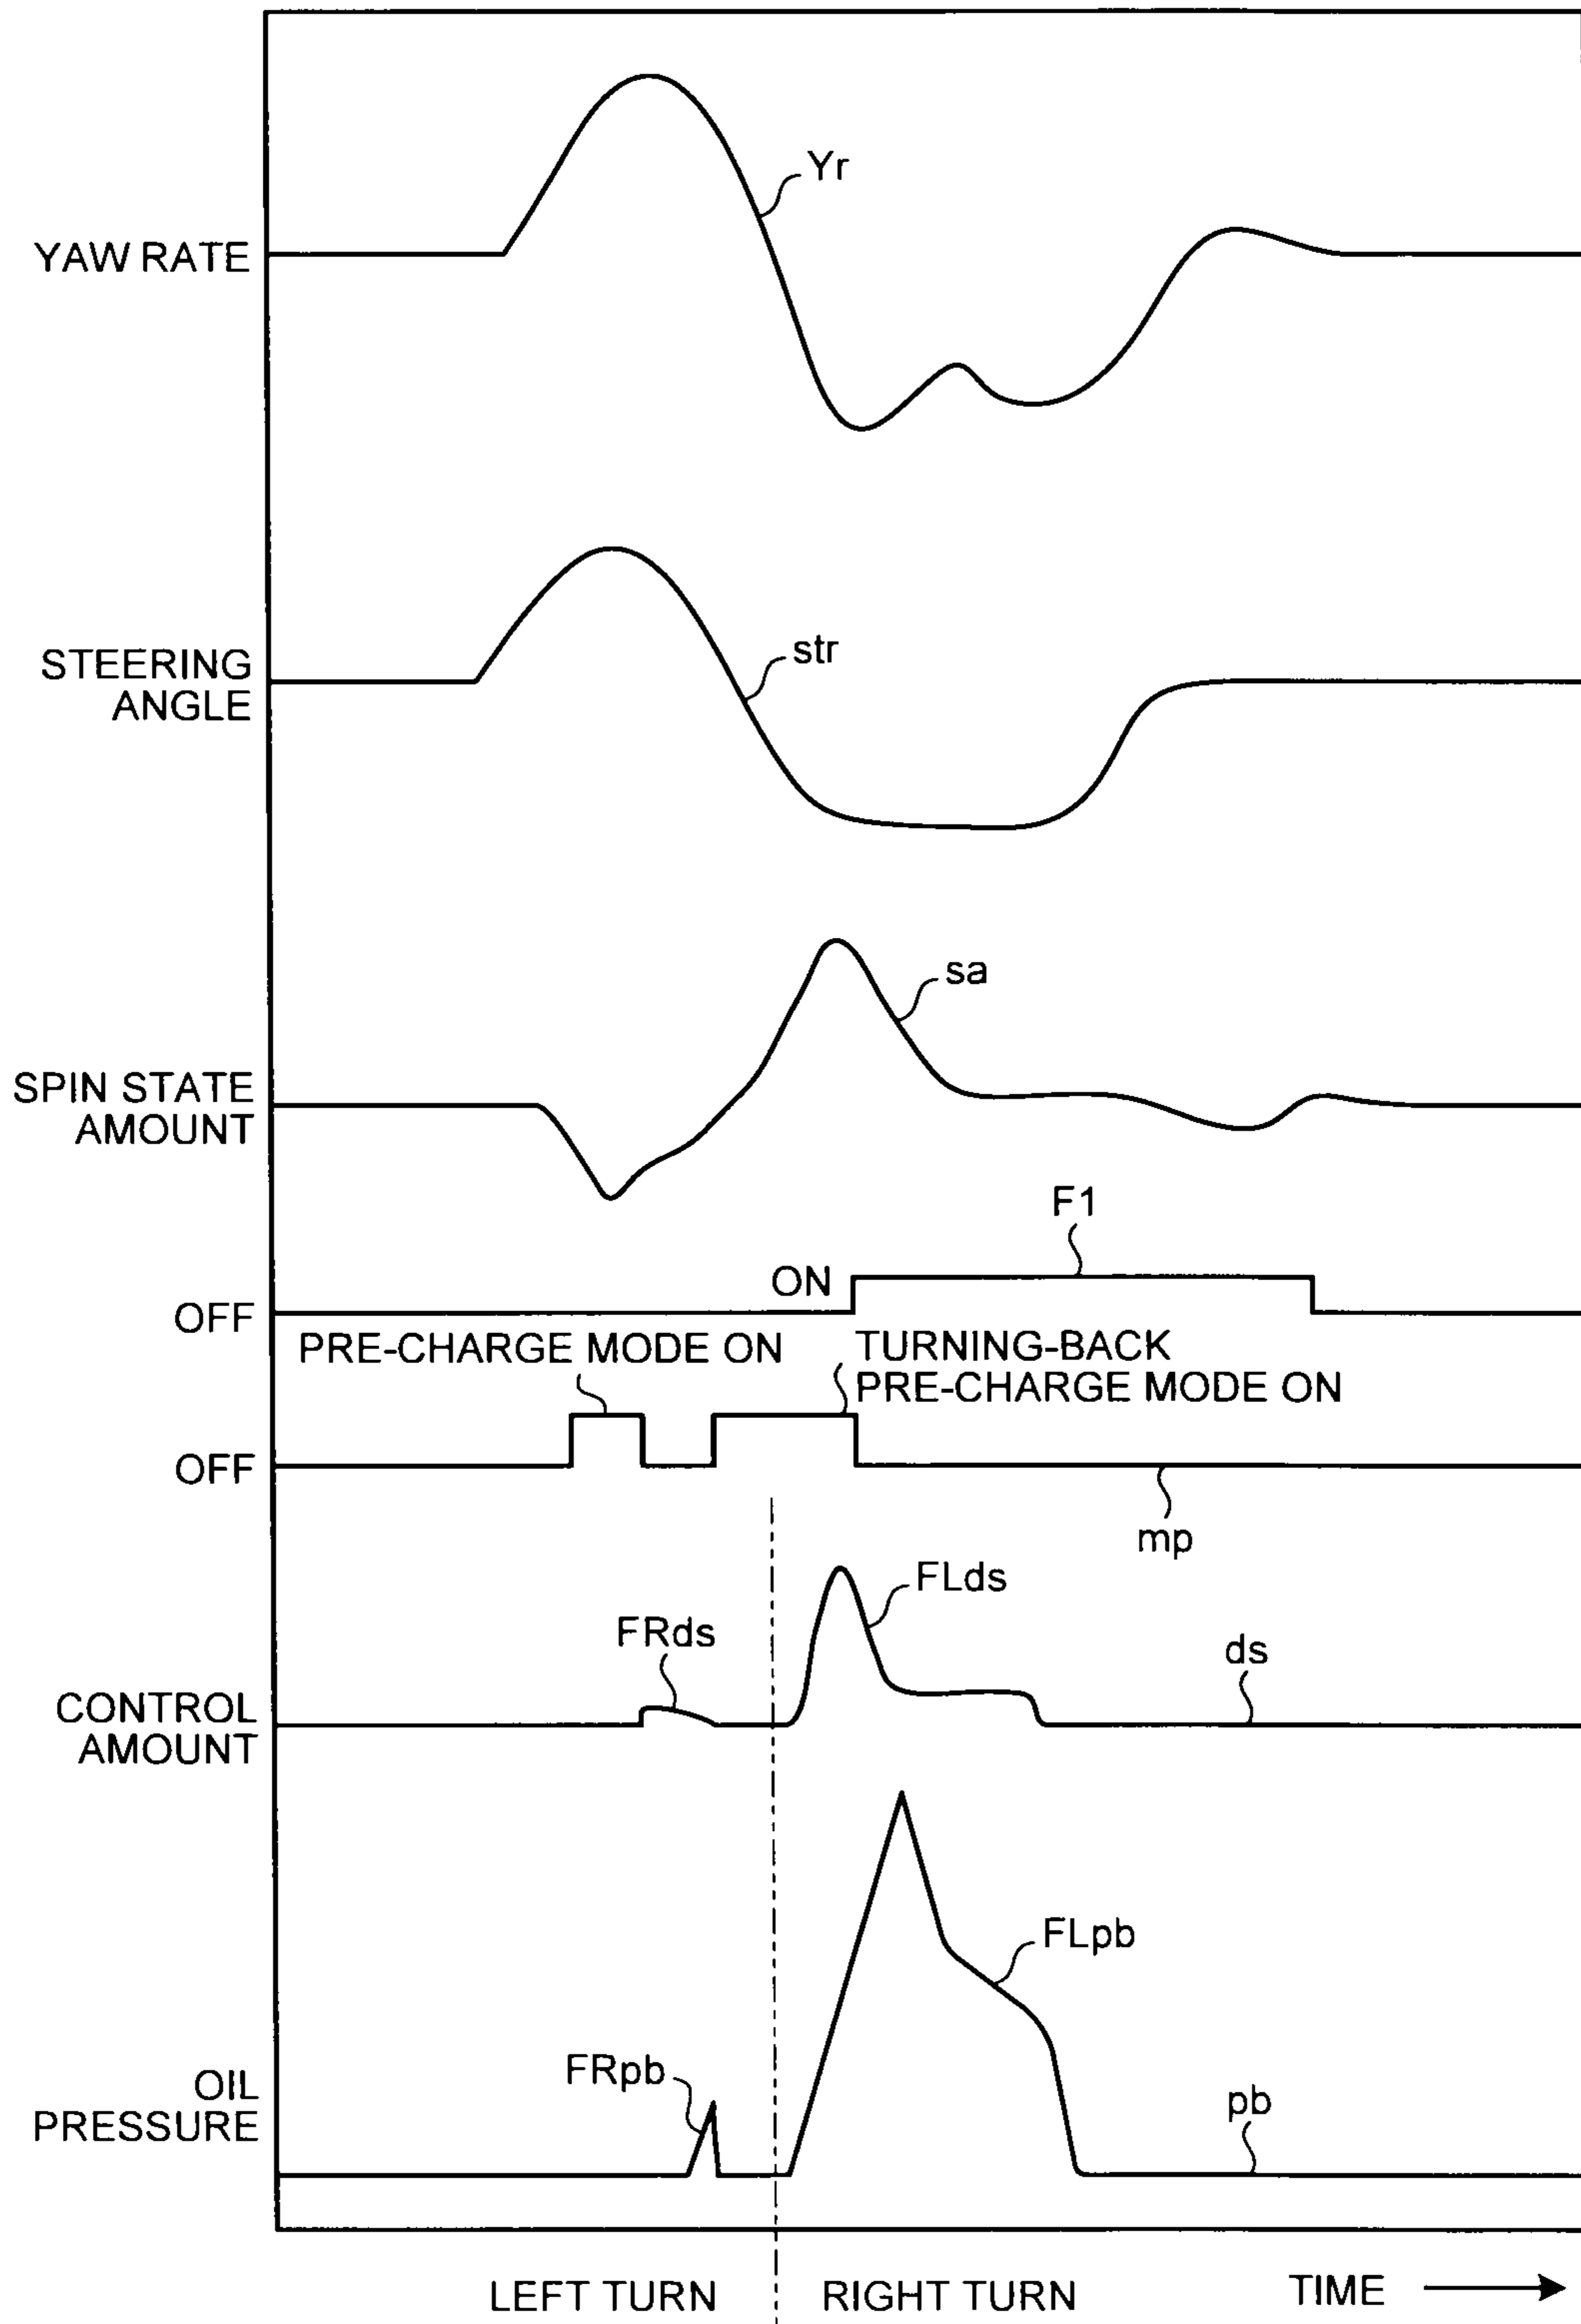 Yr
YAW RATE
str
STEERING
ANGLE
sa
SPIN STATE
AMOUNT
F1
ON
OFF
PRE-CHARGE MODE ON
TURNING-BACK
PRE-CHARGE MODE ON
OFF
mp
FLds
FRds
ds
CONTROL
AMOUNT
FLpb
FRpb
OIL
PRESSURE
pb
LEFT TURN
RIGHT TURN
TIME